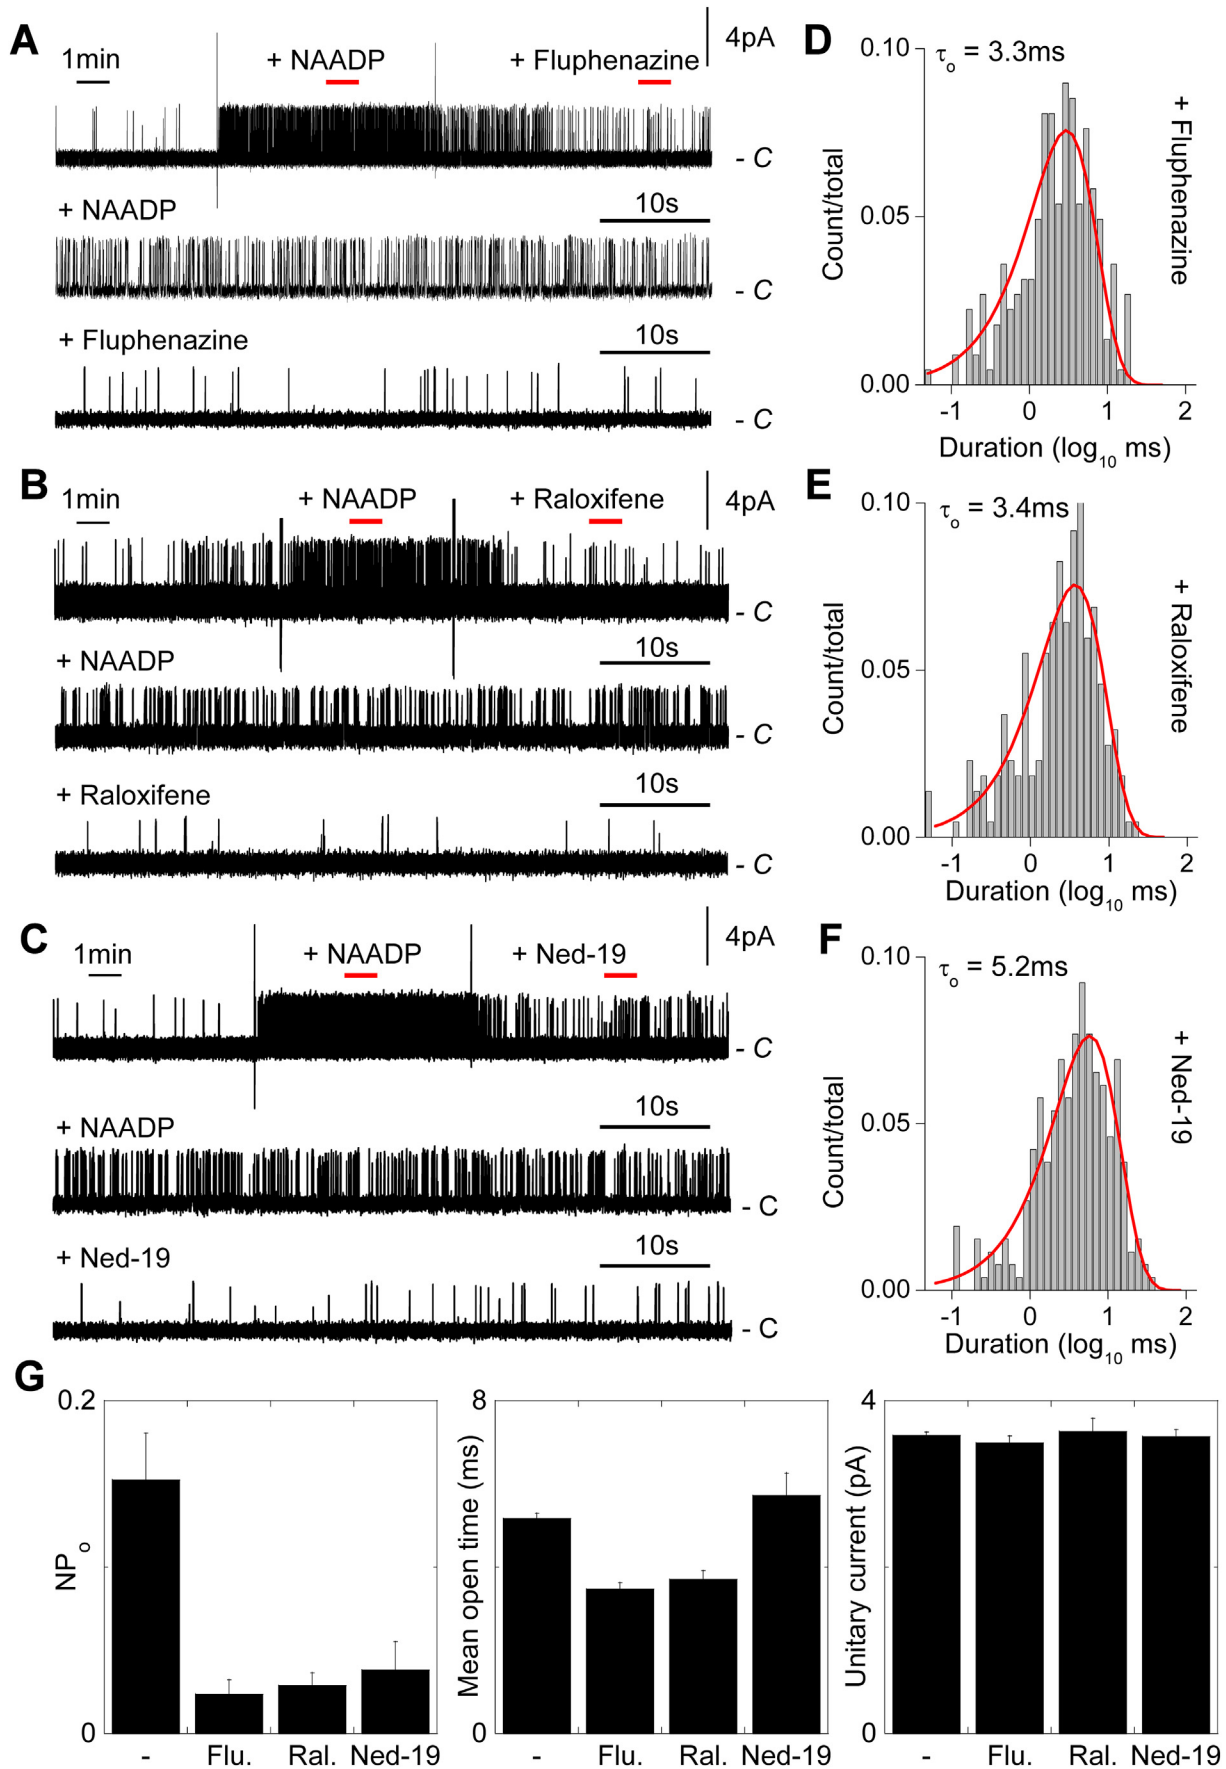 A
1min
+ NAADP
+ Fluphenazine
4pA
- C
+ NAADP
10s
- C
+ Fluphenazine
10s
- C
D
0.10
τo = 3.3ms
+ Fluphenazine
Count/total
0.05
0.00
-1 0 1 2
Duration (log10 ms)
B
1min
+ NAADP
+ Raloxifene
4pA
- C
+ NAADP
10s
- C
+ Raloxifene
10s
- C
E
0.10
τo = 3.4ms
+ Raloxifene
Count/total
0.05
0.00
-1 0 1 2
Duration (log10 ms)
C
1min
+ NAADP
+ Ned-19
4pA
- C
+ NAADP
10s
- C
+ Ned-19
10s
- C
F
0.10
τo = 5.2ms
+ Ned-19
Count/total
0.05
0.00
-1 0 1 2
Duration (log10 ms)
G
0.2
NPo
0
- Flu. Ral. Ned-19
8
Mean open time (ms)
0
- Flu. Ral. Ned-19
4
Unitary current (pA)
0
- Flu. Ral. Ned-19